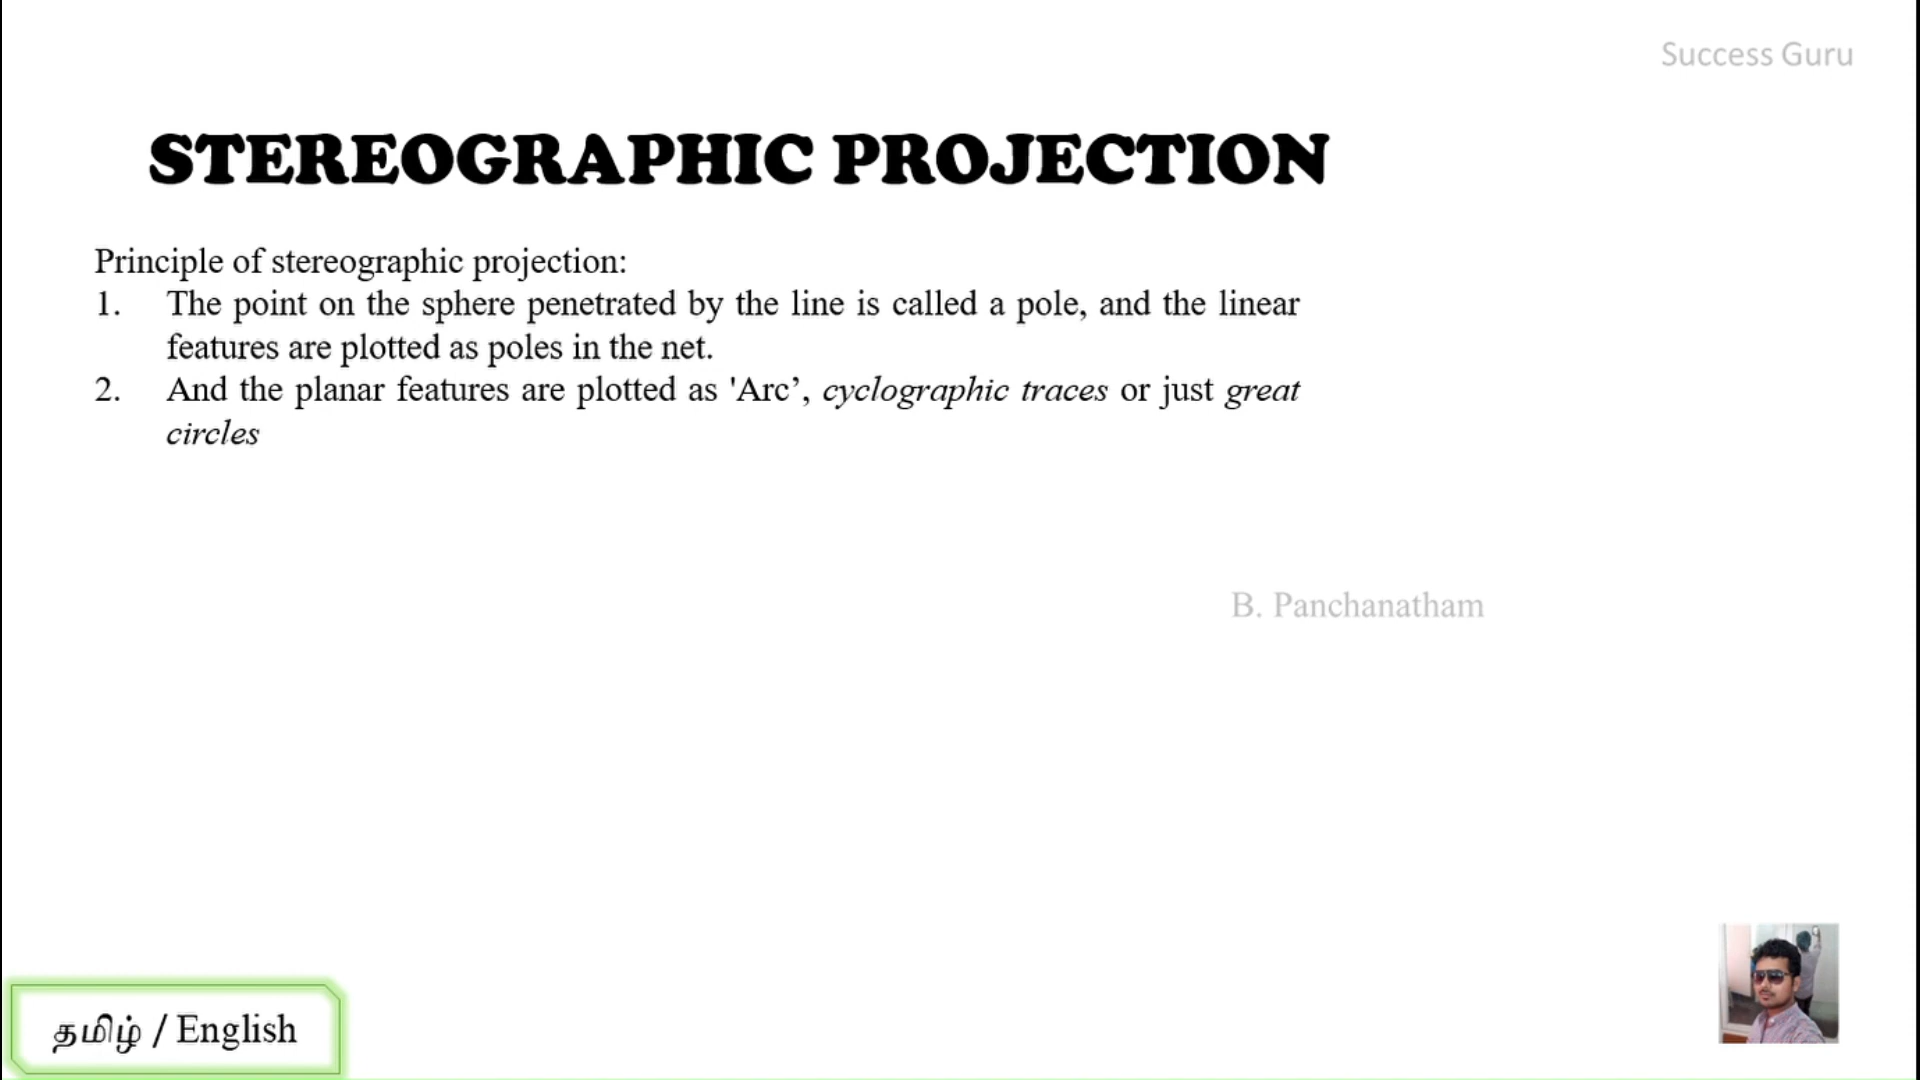 Success Guru
STEREOGRAPHIC PROJECTION
Principle of stereographic projection:
1. The point on the sphere penetrated by the line is called a pole, and the linear
features are plotted as poles in the net.
2. And the planar features are plotted as 'Arc’, cyclographic traces or just great
circles
B. Panchanatham
தமிழ் / English